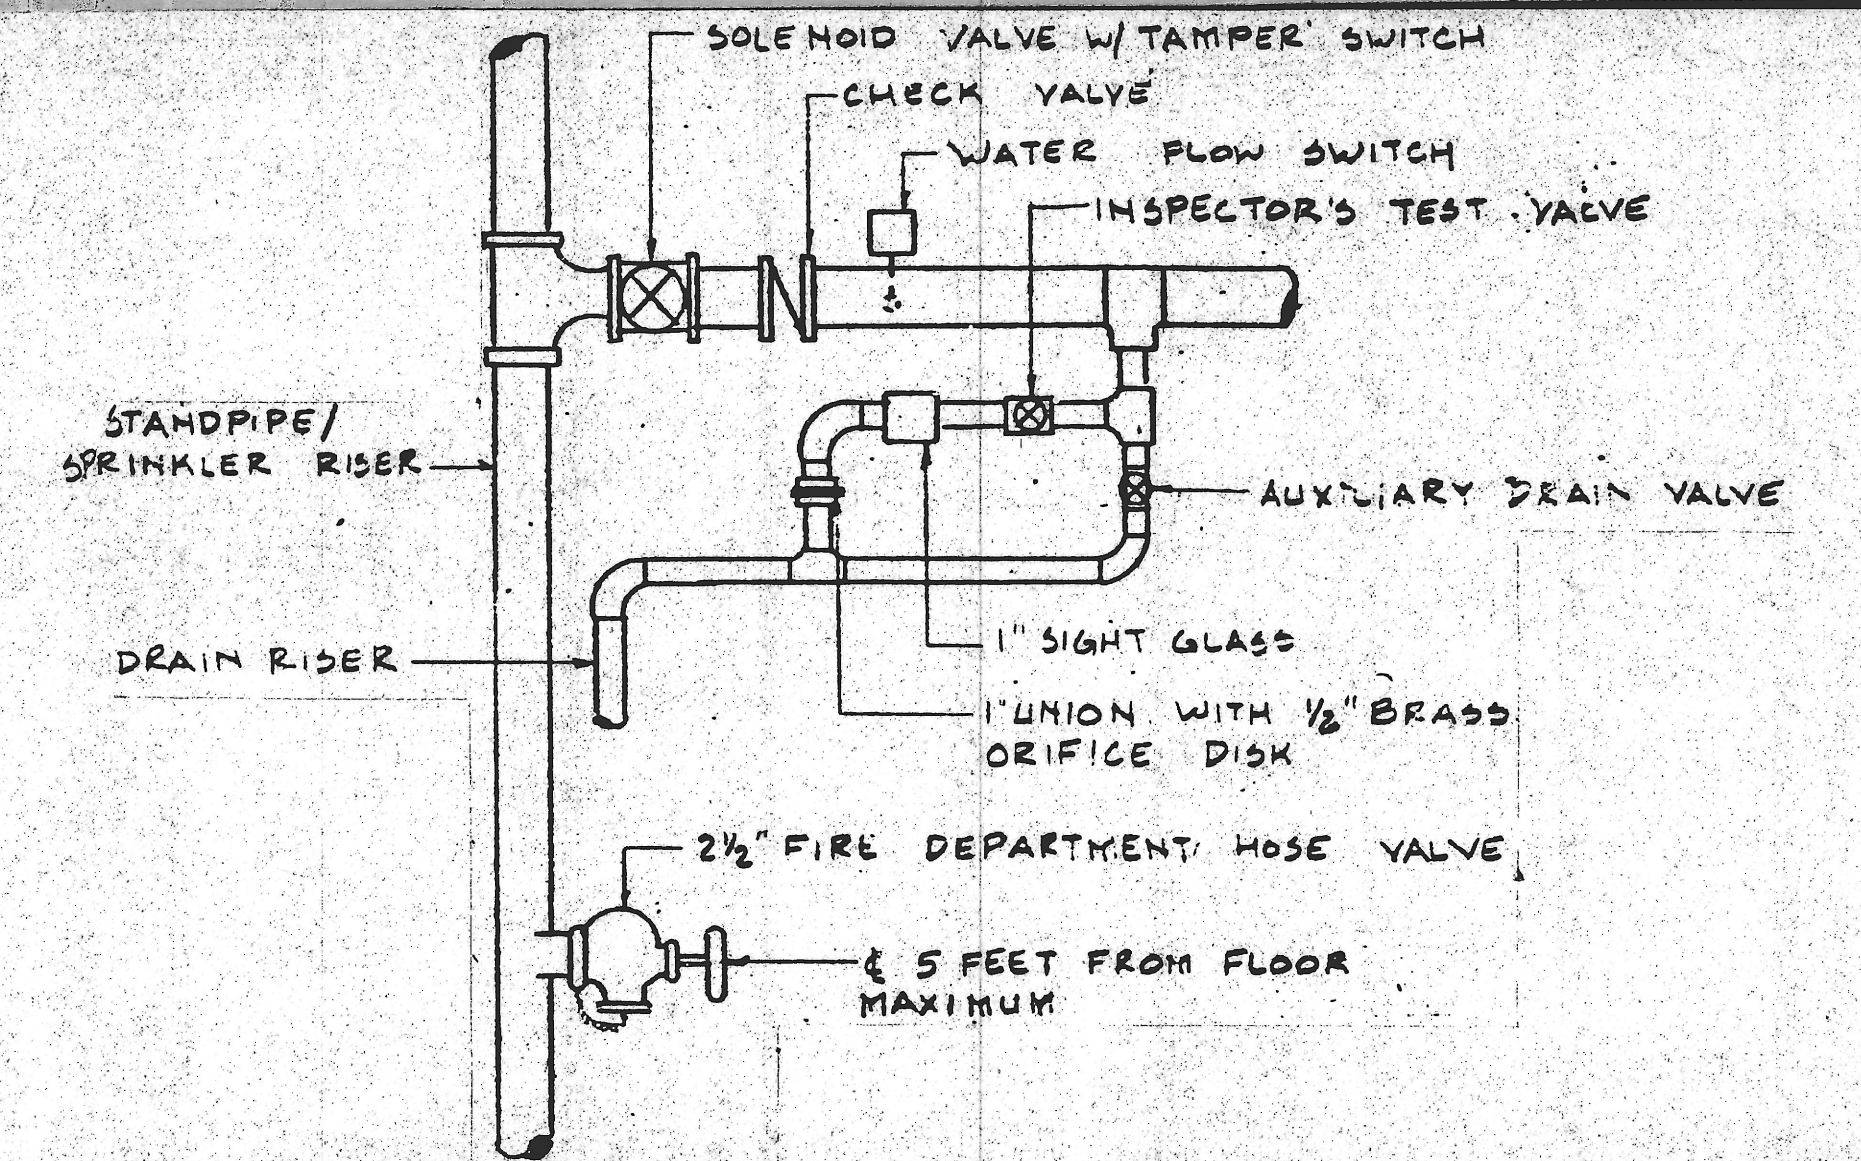 SOLENOID VALVE W/ TAMPER SWITCH
CHECK VALVE
WATER FLOW SWITCH
INSPECTOR'S TEST VALVE
STANDPIPE/
SPRINKLER RISER
AUXILIARY DRAIN VALVE
DRAIN RISER
1" SIGHT GLASS
1" UNION WITH 1/2" BRASS
ORIFICE DISK
2 1/2" FIRE DEPARTMENT HOSE VALVE
℄ 5 FEET FROM FLOOR
MAXIMUM